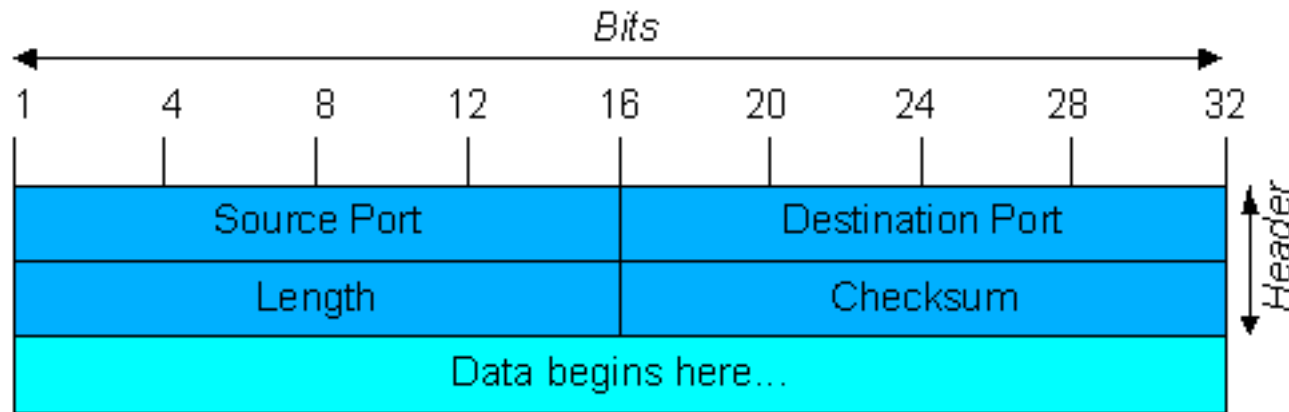 Bits
1 4 8 12 16 20 24 28 32
Source Port Destination Port
Header
Length Checksum
Data begins here...